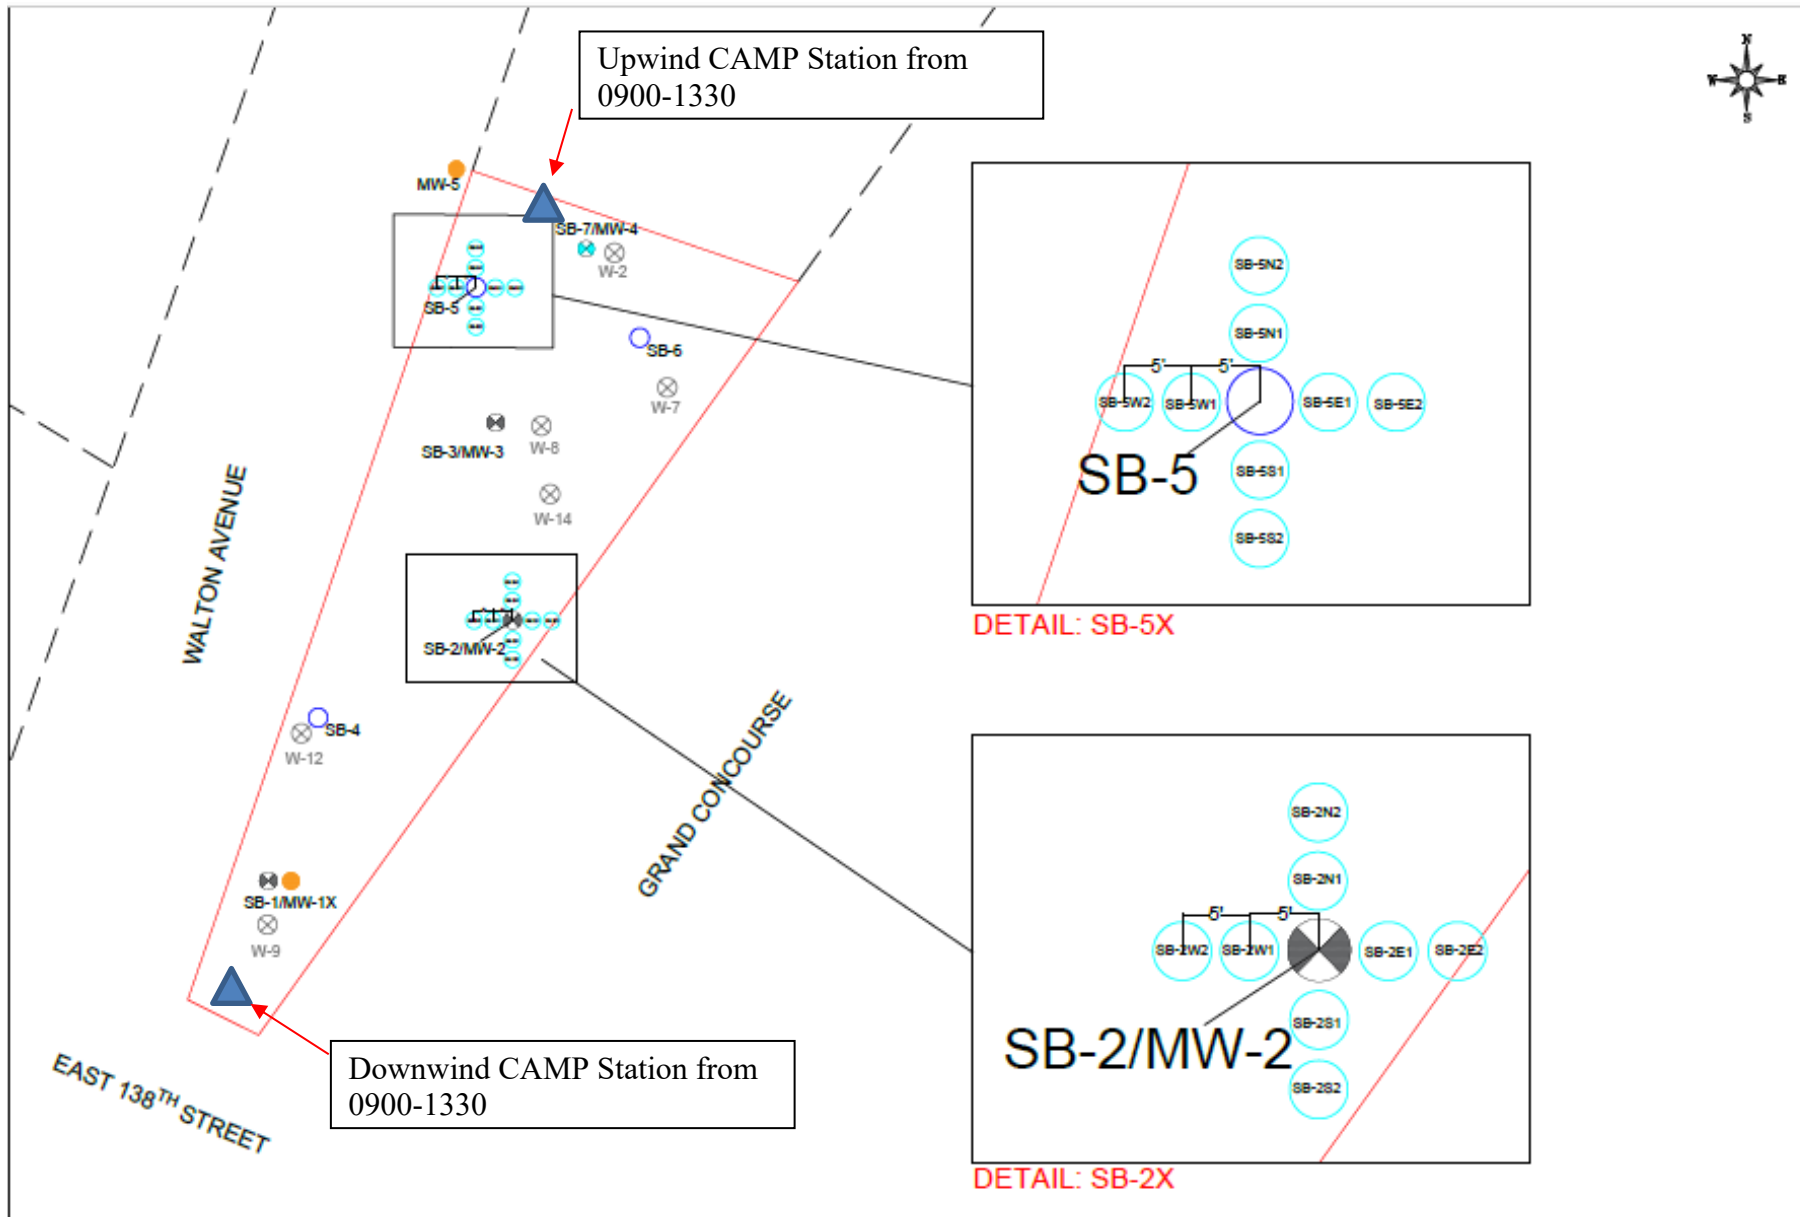 Upwind CAMP Station from
0900-1330
N
W
E
S
MW-5
SB-7/MW-4
W-2
SB-5
SB-6
W-7
SB-3/MW-3
W-8
W-14
WALTON AVENUE
SB-2/MW-2
SB-4
W-12
GRAND CONCOURSE
SB-1/MW-1X
W-9
EAST 138TH STREET
Downwind CAMP Station from
0900-1330
SB-5N2
SB-5N1
5'
5'
SB-5W2
SB-5W1
SB-5E1
SB-5E2
SB-5S1
SB-5
SB-5S2
DETAIL: SB-5X
SB-2N2
SB-2N1
5'
5'
SB-2W2
SB-2W1
SB-2E1
SB-2E2
SB-2S1
SB-2/MW-2
SB-2S2
DETAIL: SB-2X